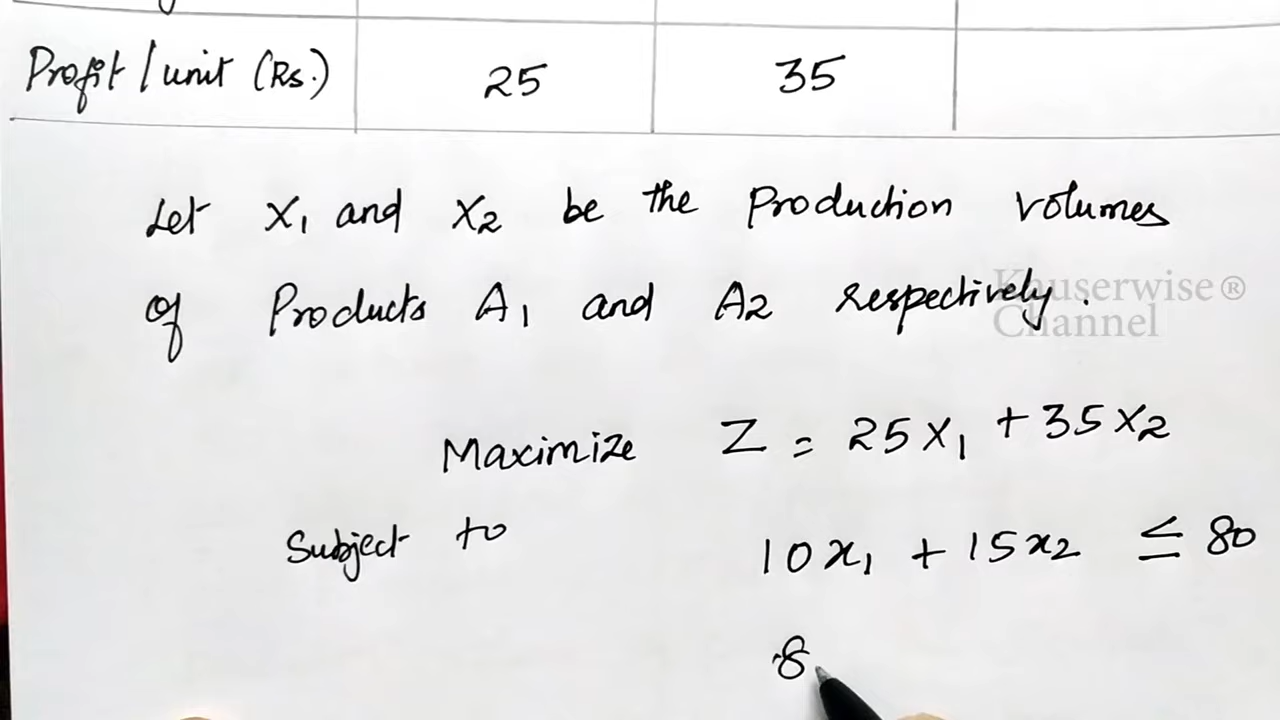 Profit / unit (Rs.) 25 35
Let X₁ and X₂ be the Production volumes
of Products A₁ and A₂ respectively.
Khauserwise®
Channel
Maximize Z = 25X₁ + 35X₂
Subject to 10x₁ + 15x₂ ≤ 80
8